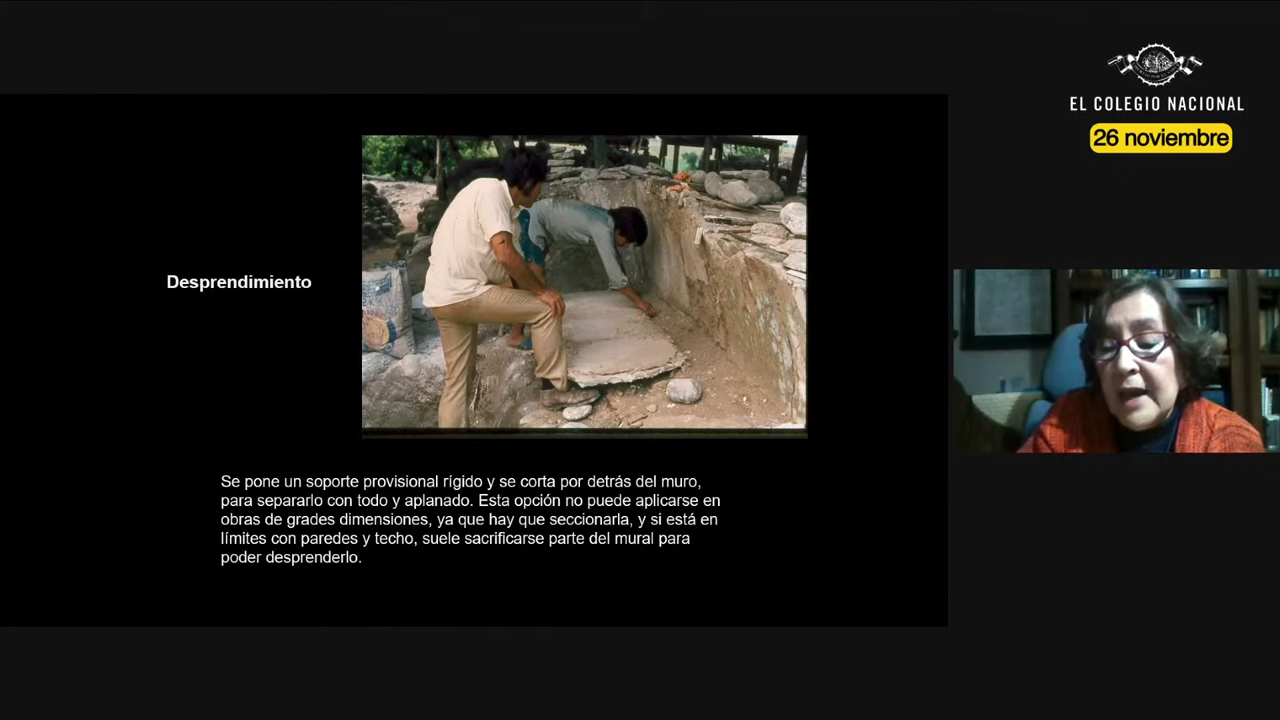 EL COLEGIO NACIONAL
26 noviembre
Desprendimiento
Se pone un soporte provisional rígido y se corta por detrás del muro,
para separarlo con todo y aplanado. Esta opción no puede aplicarse en
obras de grades dimensiones, ya que hay que seccionarla, y si está en
límites con paredes y techo, suele sacrificarse parte del mural para
poder desprenderlo.